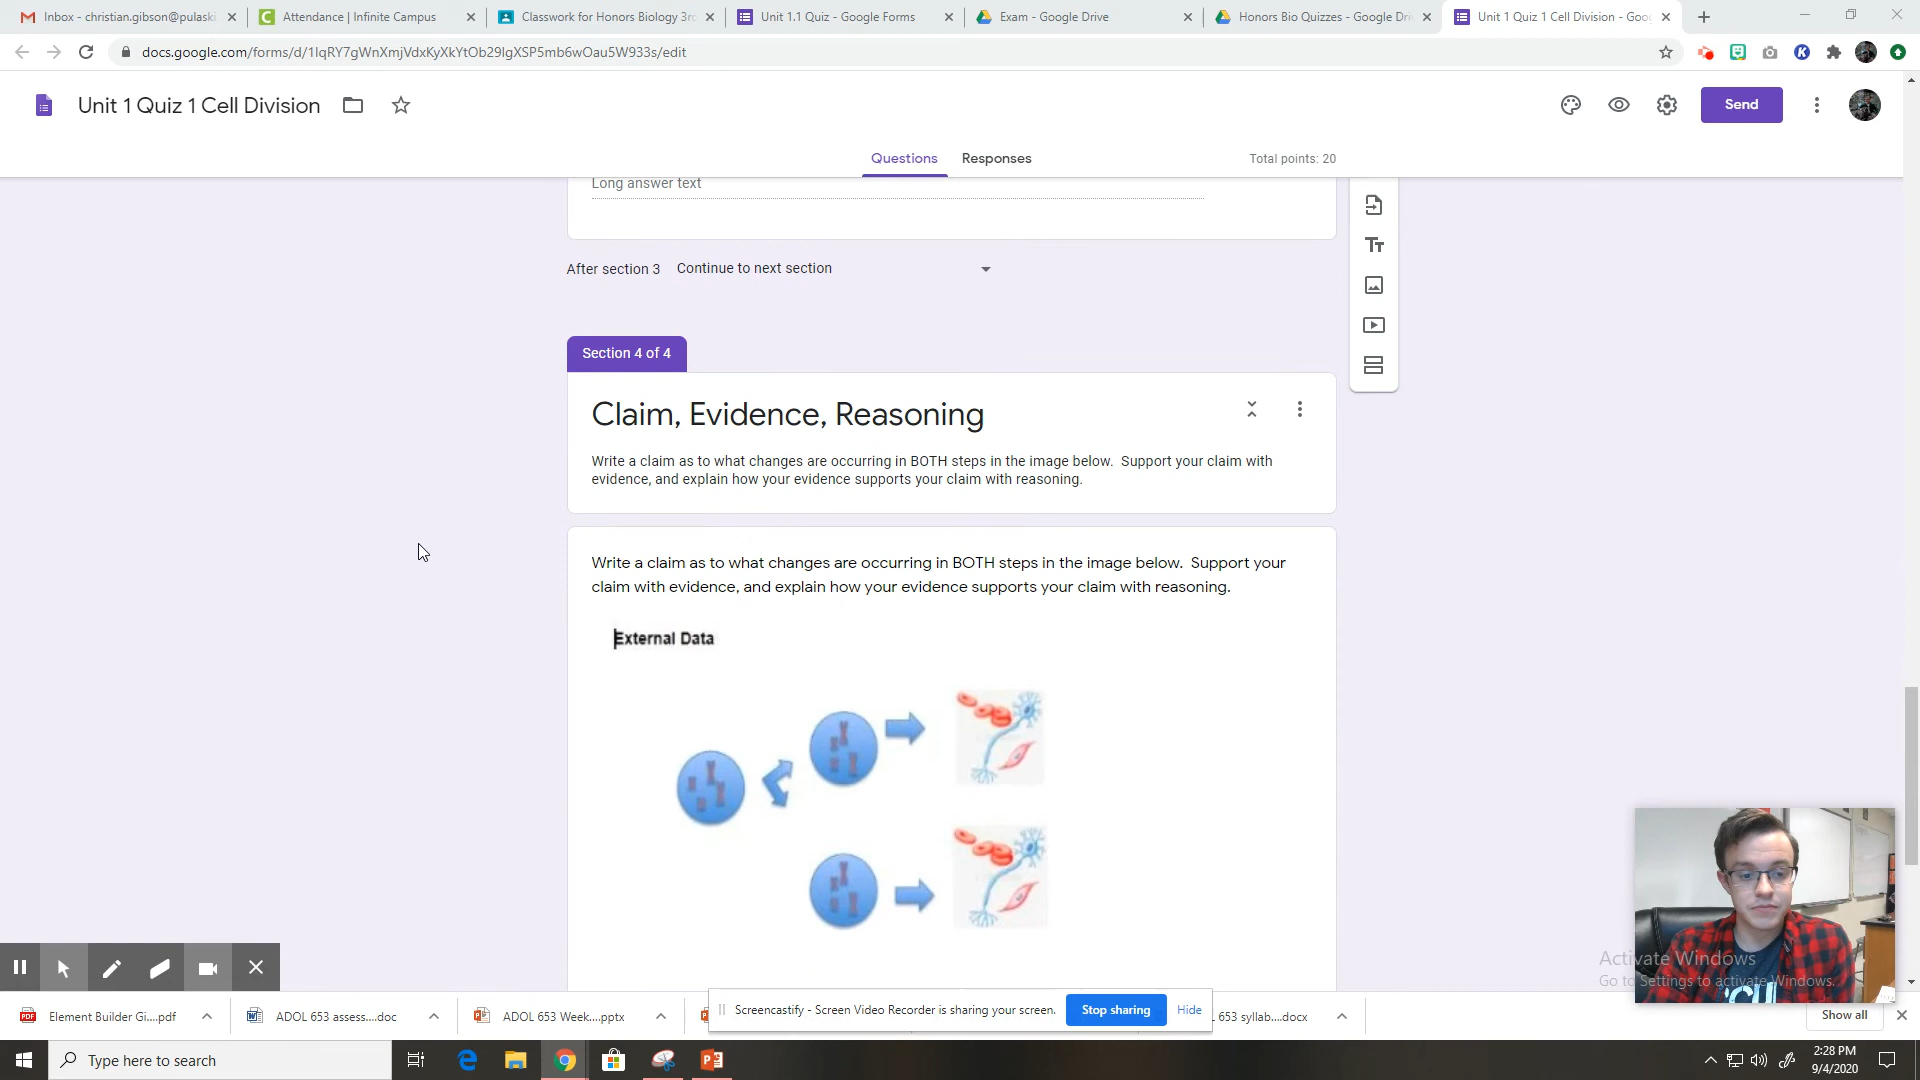 Inbox - christian.gibson@pulaski
Attendance | Infinite Campus
Classwork for Honors Biology 3rd
Unit 1.1 Quiz - Google Forms
Exam - Google Drive
Honors Bio Quizzes - Google Dri
Unit 1 Quiz 1 Cell Division - Goo
docs.google.com/forms/d/1IqRY7gWnXmjVdxKyXkYtOb29IgXSP5mb6wOau5W933s/edit
Unit 1 Quiz 1 Cell Division
Send
Questions
Responses
Total points: 20
Long answer text
After section 3
Continue to next section
Section 4 of 4
Claim, Evidence, Reasoning
Write a claim as to what changes are occurring in BOTH steps in the image below. Support your claim with
evidence, and explain how your evidence supports your claim with reasoning.
Write a claim as to what changes are occurring in BOTH steps in the image below. Support your
claim with evidence, and explain how your evidence supports your claim with reasoning.
External Data
Activate Windows
Go to Settings to activate Windows.
Element Builder Gi....pdf
ADOL 653 assess....doc
ADOL 653 Week....pptx
Screencastify - Screen Video Recorder is sharing your screen.
Stop sharing
Hide
653 syllab....docx
Show all
Type here to search
2:28 PM
9/4/2020